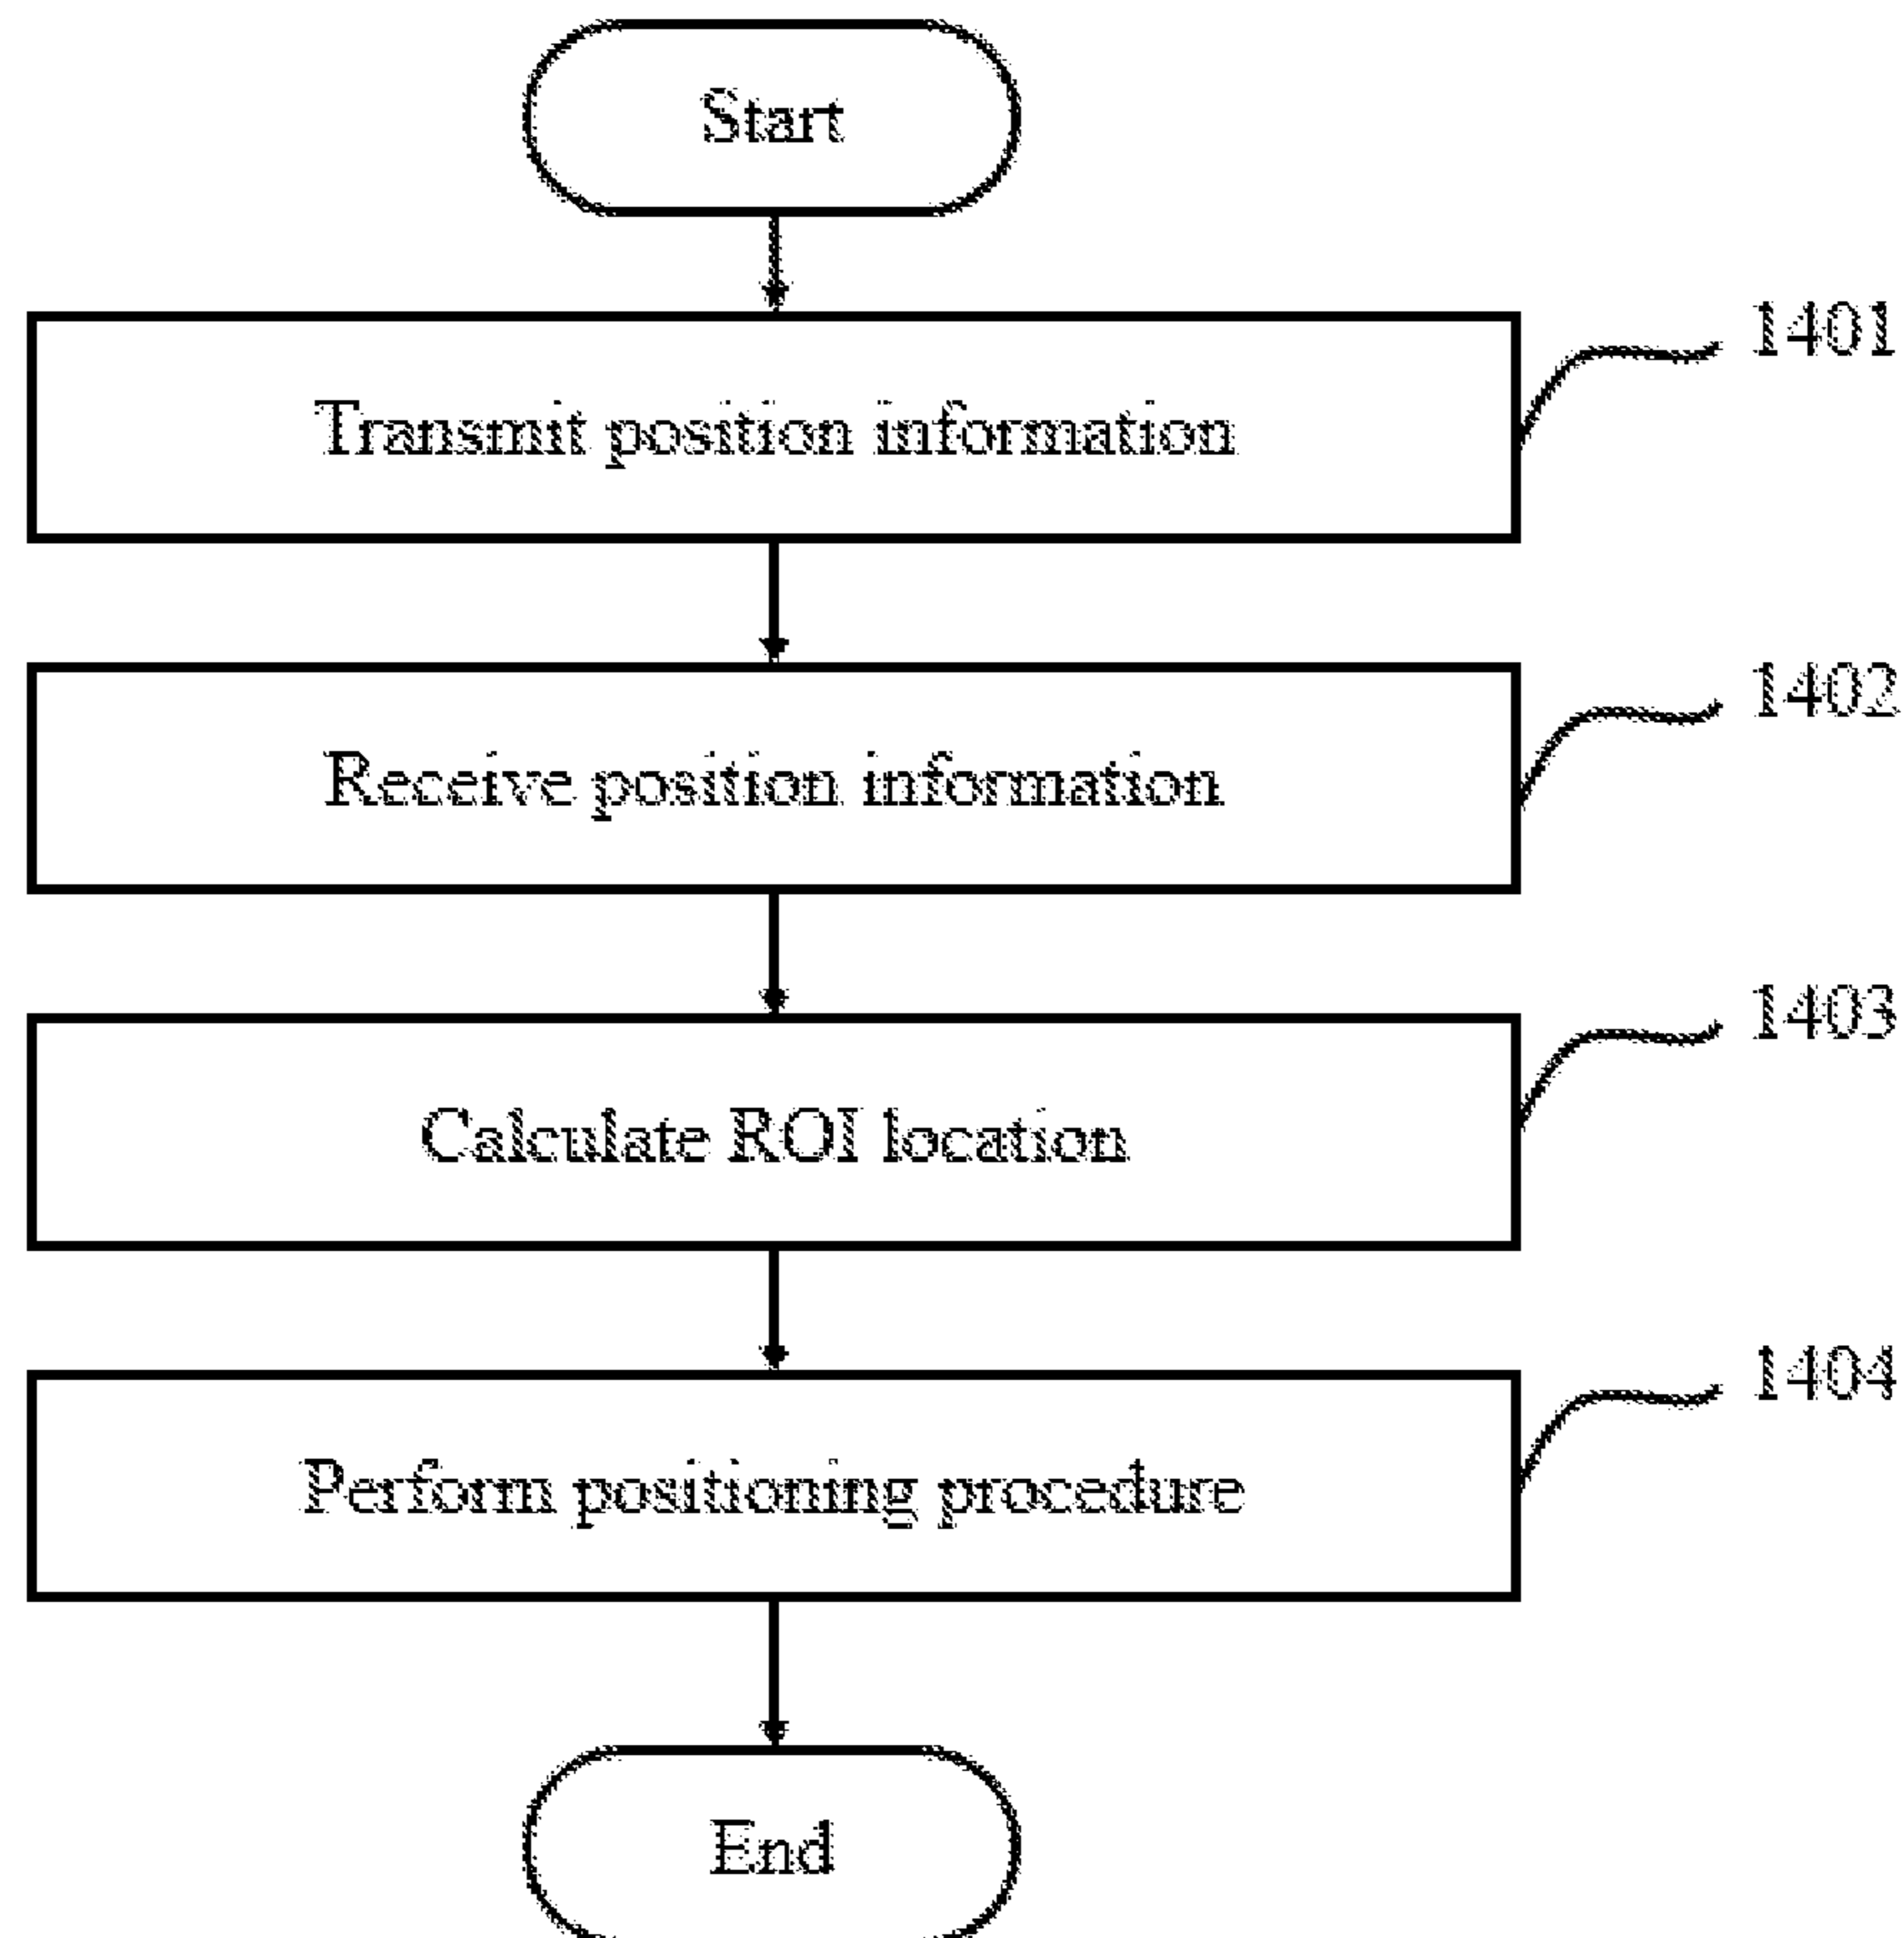 Start
1401
Transmit position information
1402
Receive position information
1403
Calculate ROI location
1404
Perform positioning procedure
End